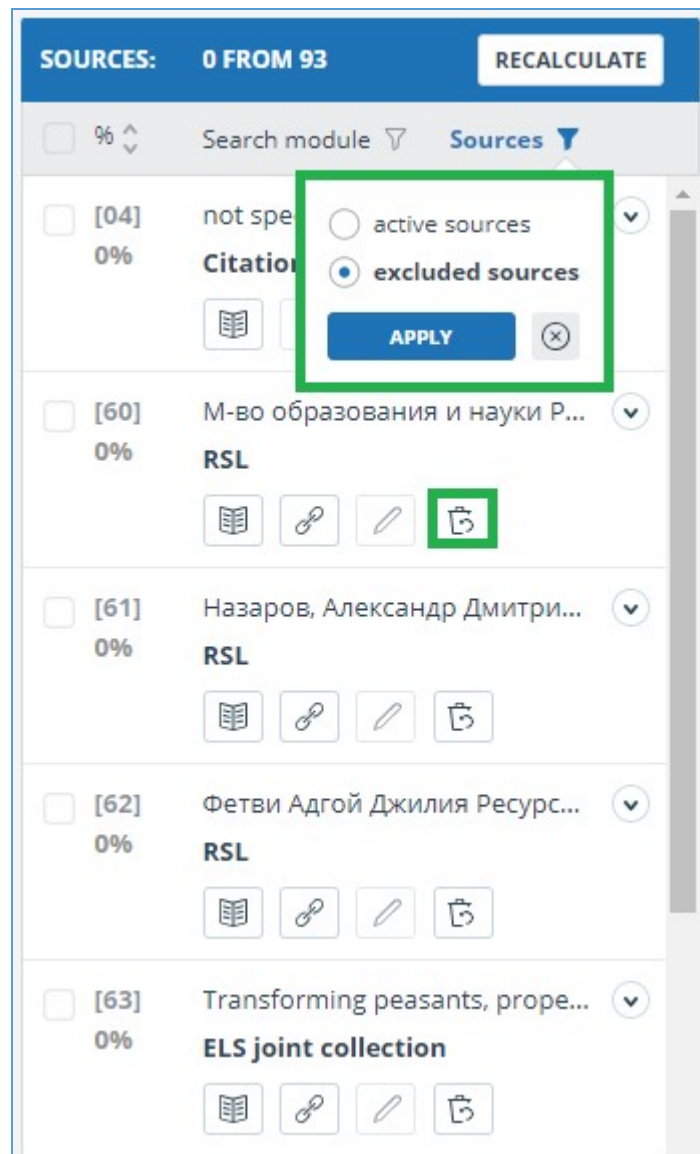 SOURCES: 0 FROM 93 RECALCULATE
% Search module Sources
active sources
excluded sources
APPLY
[04] not spe
0% Citation
[60] М-во образования и науки Р...
0% RSL
[61] Назаров, Александр Дмитри...
0% RSL
[62] Фетви Адгой Джилия Ресурс...
0% RSL
[63] Transforming peasants, prope...
0% ELS joint collection